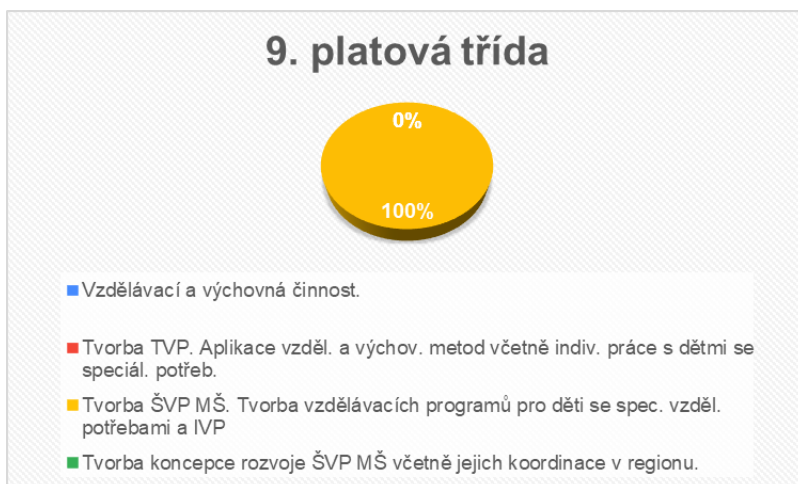 9. platová třída
0%
100%
Vzdělávací a výchovná činnost.
Tvorba TVP. Aplikace vzděl. a výchov. metod včetně indiv. práce s dětmi se
speciál. potřeb.
Tvorba ŠVP MŠ. Tvorba vzdělávacích programů pro děti se spec. vzděl.
potřebami a IVP
Tvorba koncepce rozvoje ŠVP MŠ včetně jejich koordinace v regionu.